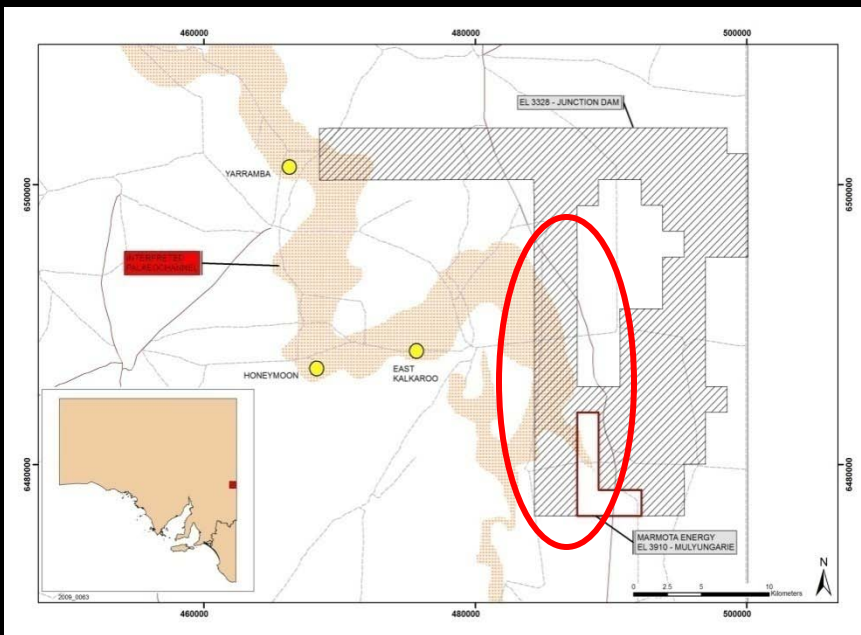 460000
480000
500000
EL 3328 - JUNCTION DAM
YARRAMBA
6500000
6500000
INTERPRETED
PALAEOCHANNEL
HONEYMOON
EAST
KALKAROO
6480000
6480000
MARMOTA ENERGY
EL 3910 - MULYUNGARIE
N
0 2.5 5 10
Kilometers
2009_0063
460000
480000
500000